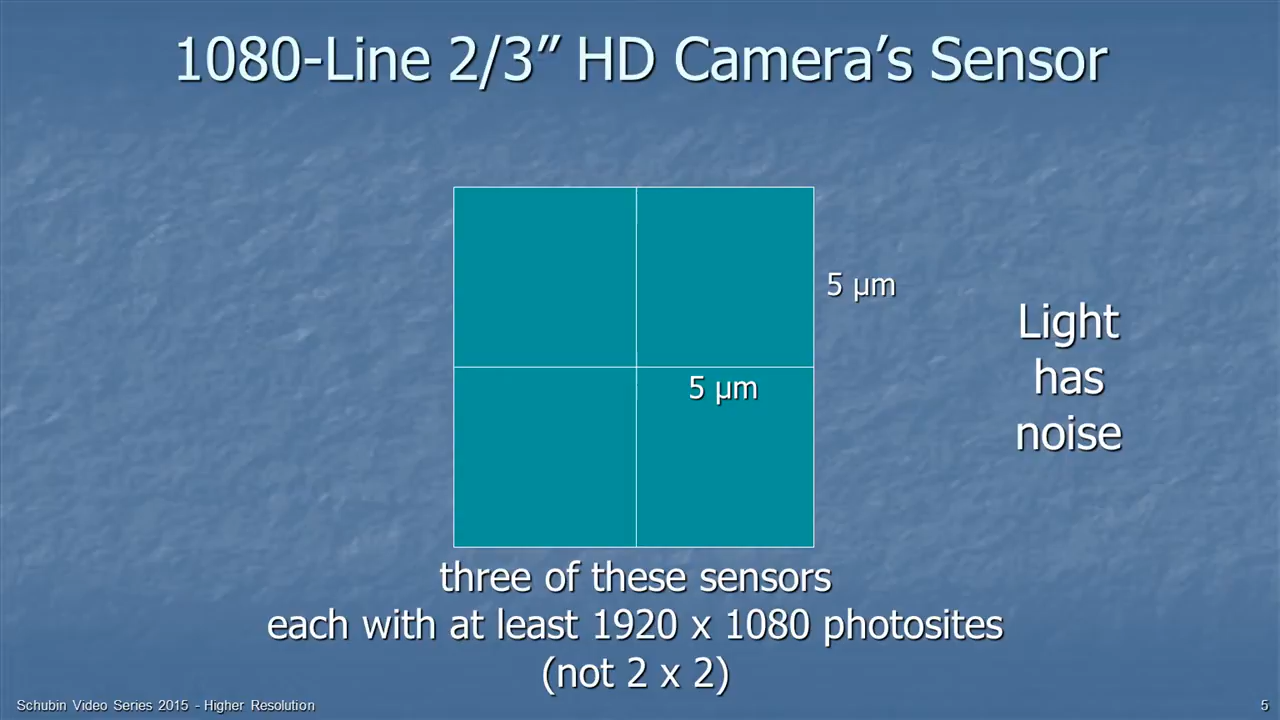 1080-Line 2/3” HD Camera’s Sensor
5 µm
5 µm
Light
has
noise
three of these sensors
each with at least 1920 x 1080 photosites
(not 2 x 2)
Schubin Video Series 2015 - Higher Resolution
5